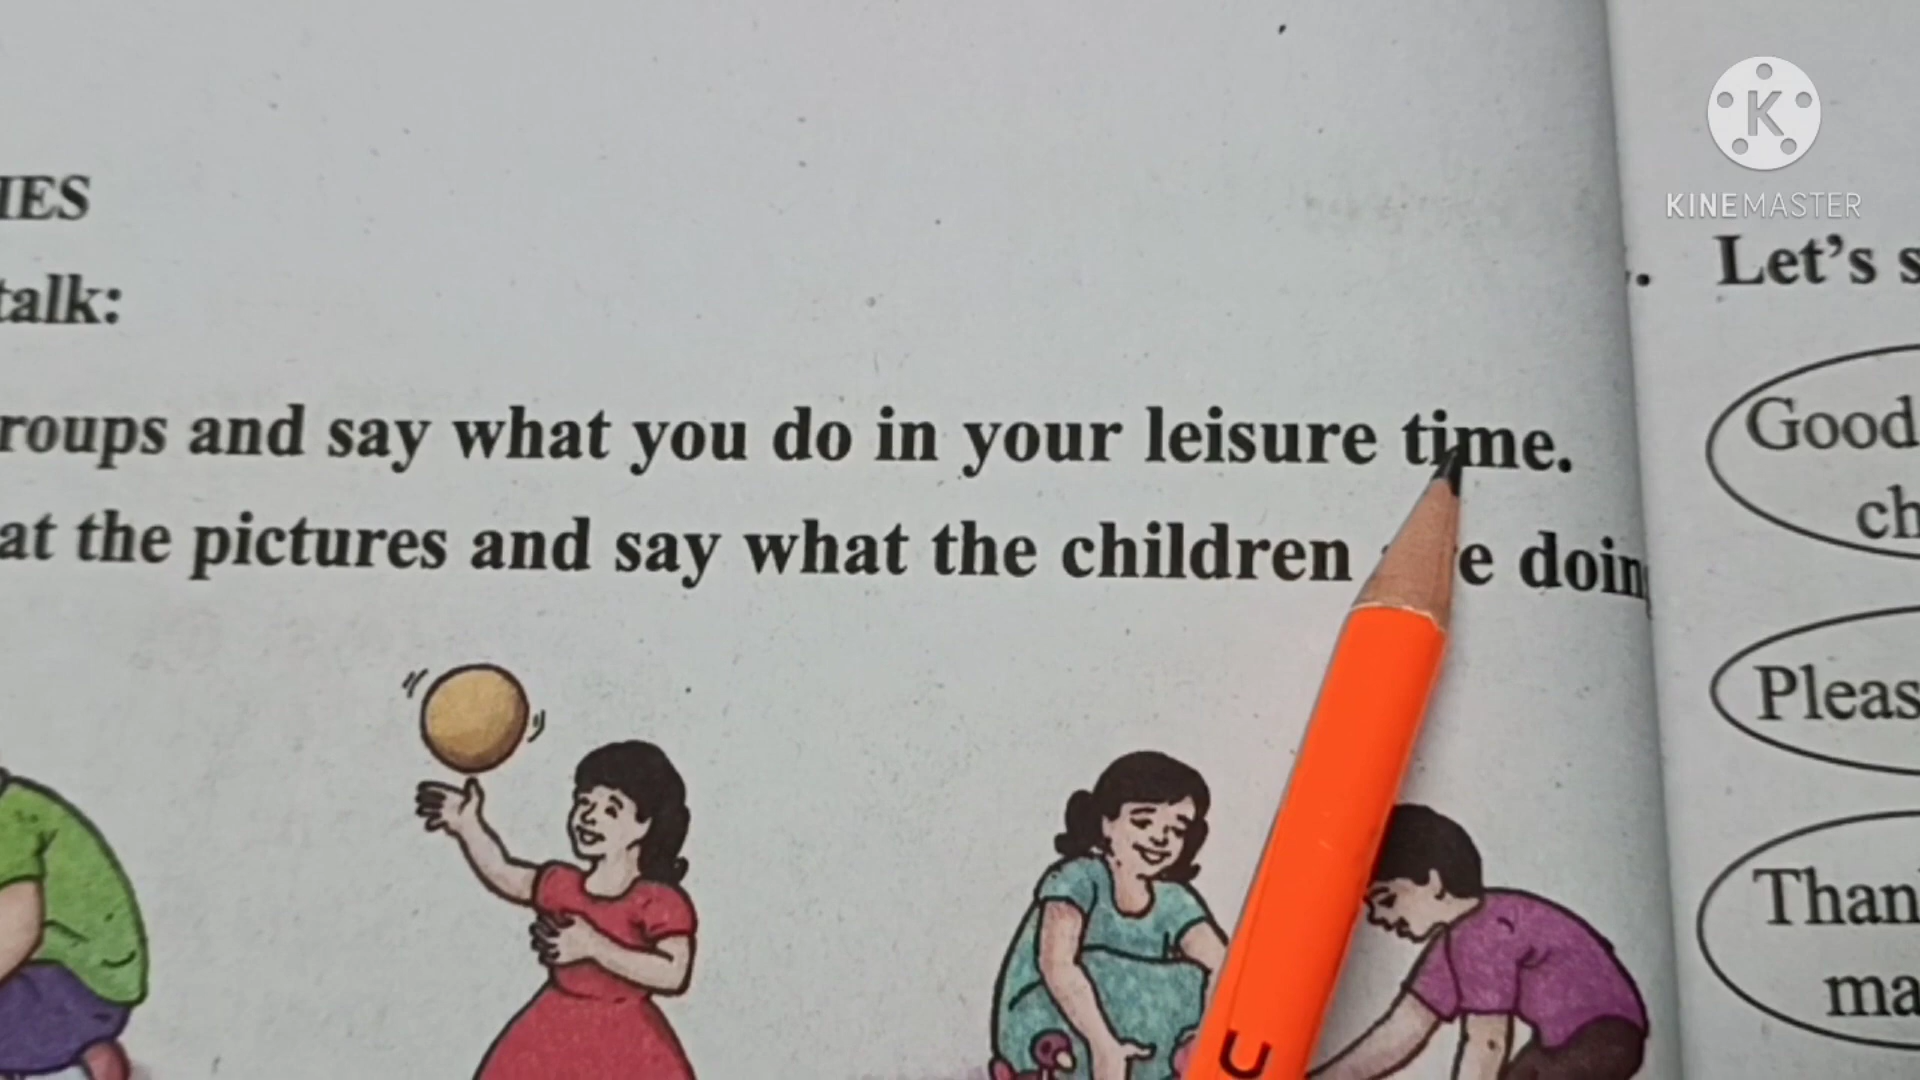 IES
talk:
roups and say what you do in your leisure time.
at the pictures and say what the children doin
Let's s
Good
ch
Pleas
Than
ma
K
KINEMASTER